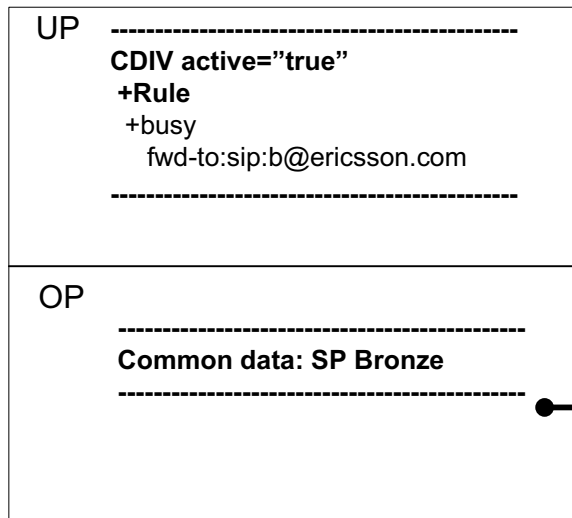 UP
-----------------------------------------------
CDIV active=”true”
+Rule
+busy
fwd-to:sip:b@ericsson.com
-----------------------------------------------
OP
-----------------------------------------------
Common data: SP Bronze
-----------------------------------------------